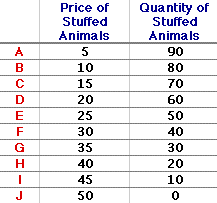 Price of Quantity of
Stuffed Stuffed
Animals Animals
A 5 90
B 10 80
C 15 70
D 20 60
E 25 50
F 30 40
G 35 30
H 40 20
I 45 10
J 50 0